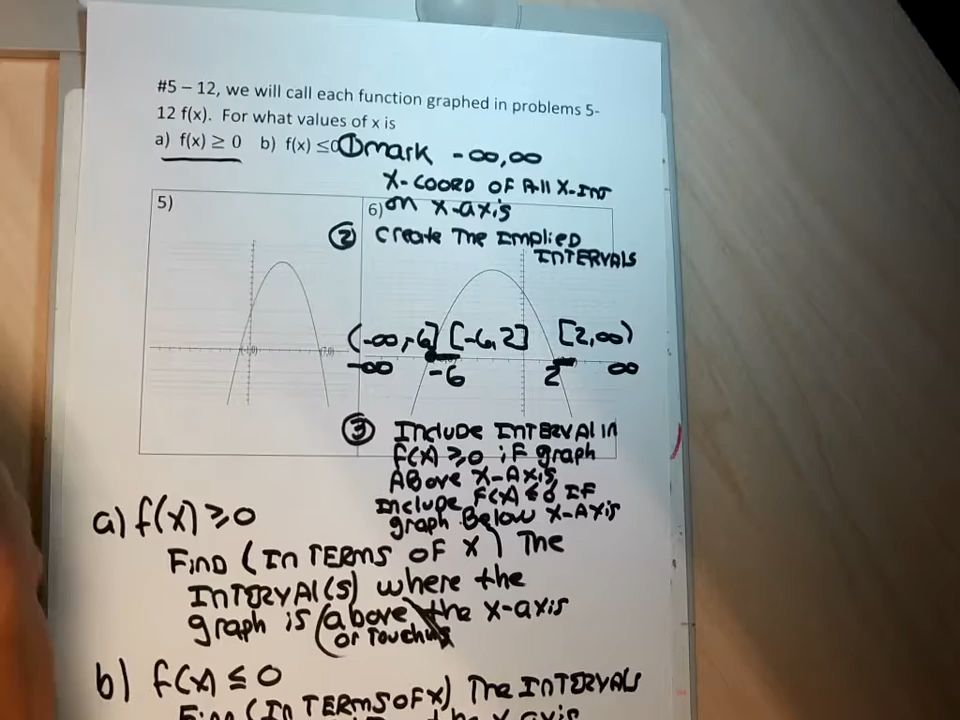 #5 – 12, we will call each function graphed in problems 5-
12 f(x). For what values of x is
a) f(x) ≥ 0 b) f(x) ≤0
① mark -∞,∞
X-COORD OF All X-INT
on X-axis
5)
6)
② Create The Implied
INTERVALS
(-∞,-6] [-6,2] [2,∞)
-∞ -6 2 ∞
(7,0)
③ Include INTERVAL in
f(x) ≥0 if graph
Above X-Axis,
Include f(x) ≤ 0 IF
graph Below X-Axis
a) f(x) ≥0
FIND (In TERMS OF X) The
INTERVAl(s) where the
graph is (above the x-axis
or Touching
b) f(x) ≤ 0
Find (In TERMS OF x) The INTERVALS